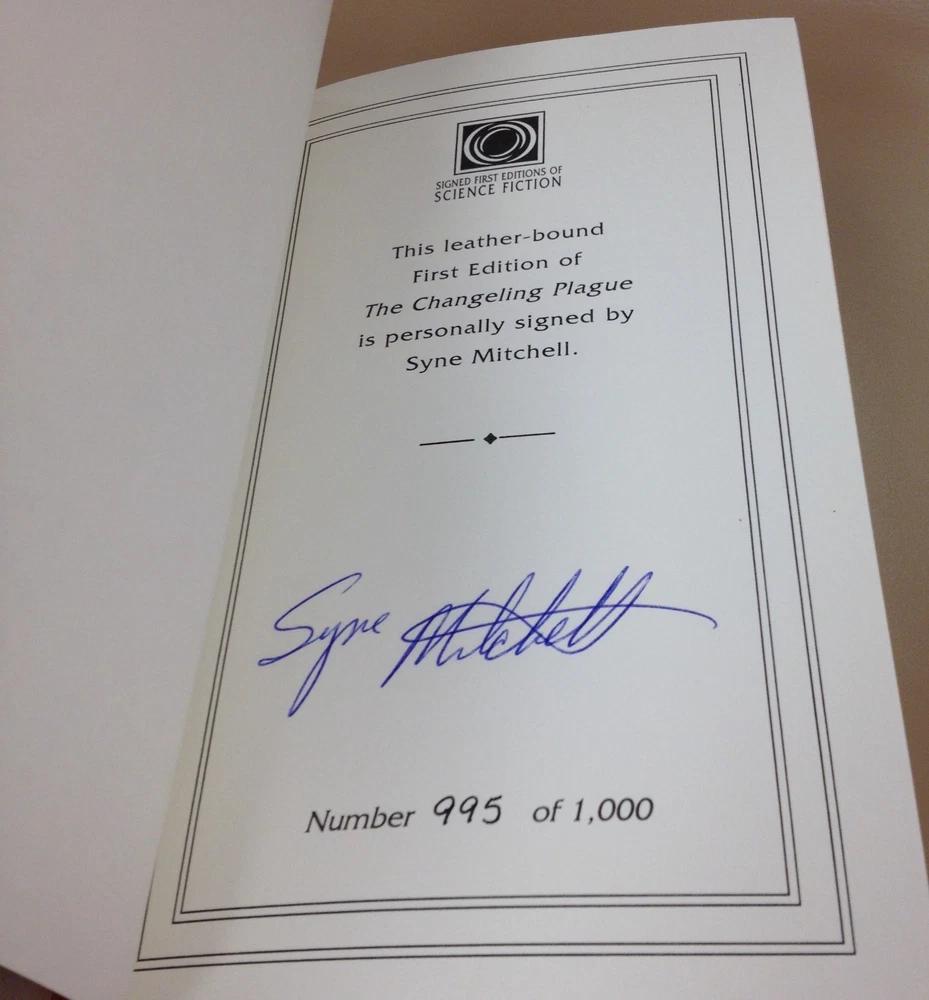 SIGNED FIRST EDITIONS OF
SCIENCE FICTION
This leather-bound
First Edition of
The Changeling Plague
is personally signed by
Syne Mitchell.
Syne Mitchell
Number 995 of 1,000